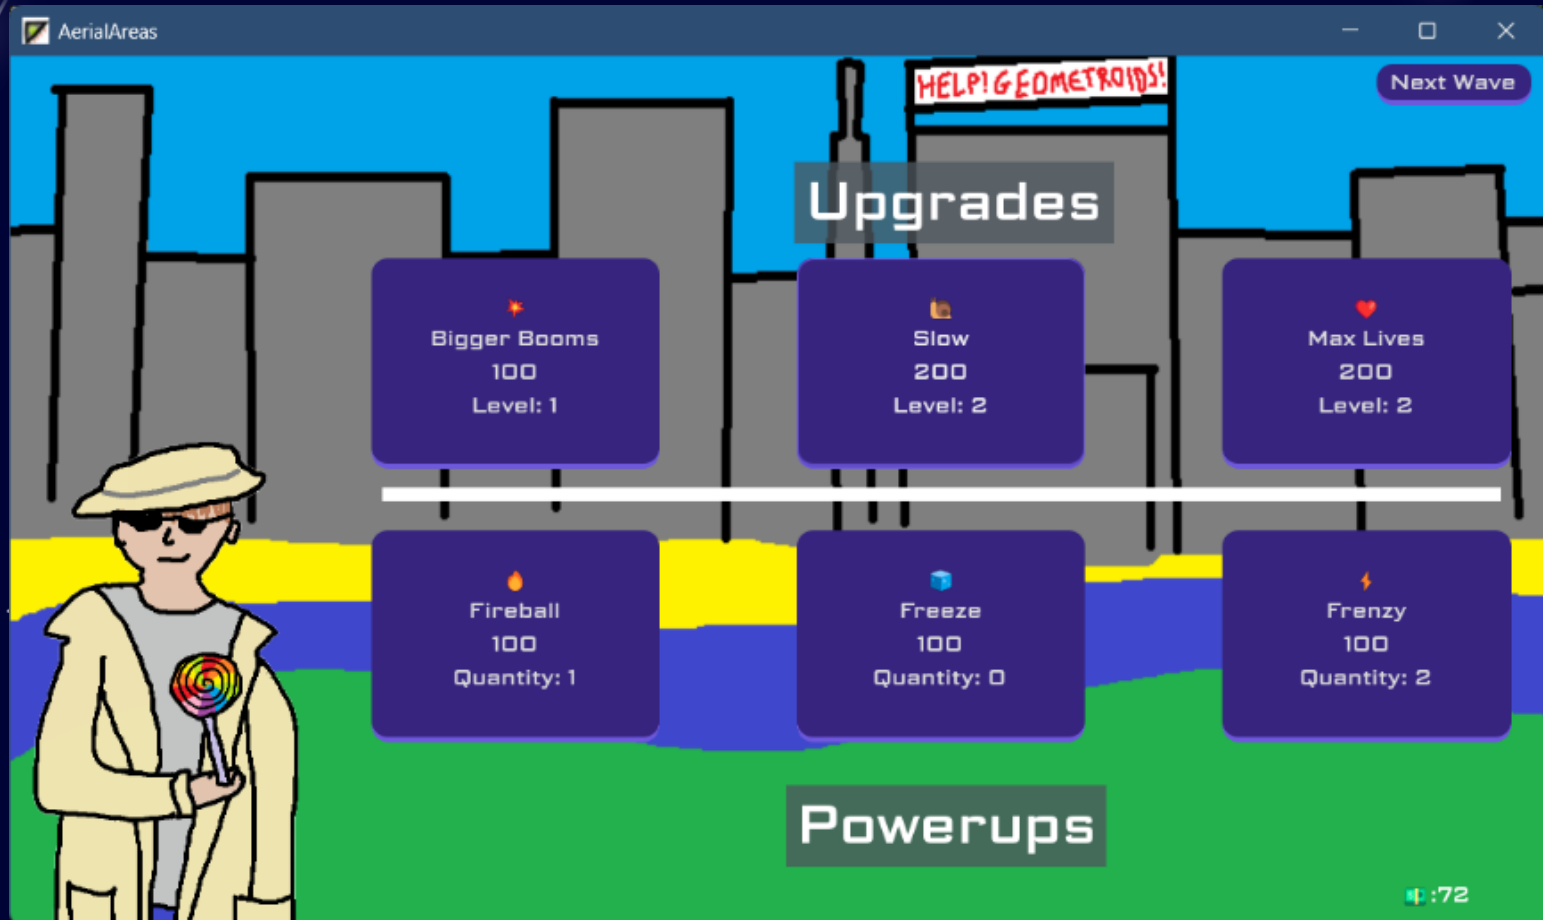 AerialAreas
HELP! GEOMETROIDS!
Next Wave
Upgrades
Bigger Booms
100
Level: 1
Slow
200
Level: 2
Max Lives
200
Level: 2
Fireball
100
Quantity: 1
Freeze
100
Quantity: 0
Frenzy
100
Quantity: 2
Powerups
:72